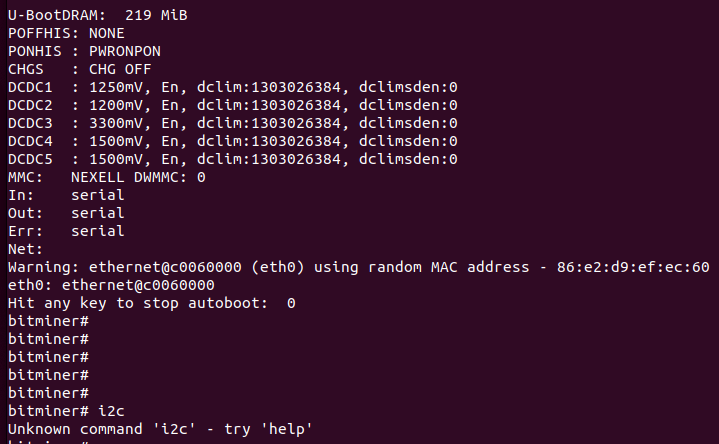 U-BootDRAM:  219 MiB
POFFHIS: NONE
PONHIS : PWRONPON
CHGS   : CHG OFF
DCDC1  : 1250mV, En, dclim:1303026384, dclimsden:0
DCDC2  : 1200mV, En, dclim:1303026384, dclimsden:0
DCDC3  : 3300mV, En, dclim:1303026384, dclimsden:0
DCDC4  : 1500mV, En, dclim:1303026384, dclimsden:0
DCDC5  : 1500mV, En, dclim:1303026384, dclimsden:0
MMC:   NEXELL DWMMC: 0
In:    serial
Out:   serial
Err:   serial
Net:
Warning: ethernet@c0060000 (eth0) using random MAC address - 86:e2:d9:ef:ec:60
eth0: ethernet@c0060000
Hit any key to stop autoboot:  0
bitminer#
bitminer#
bitminer#
bitminer#
bitminer#
bitminer# i2c
Unknown command 'i2c' - try 'help'
bitminer#